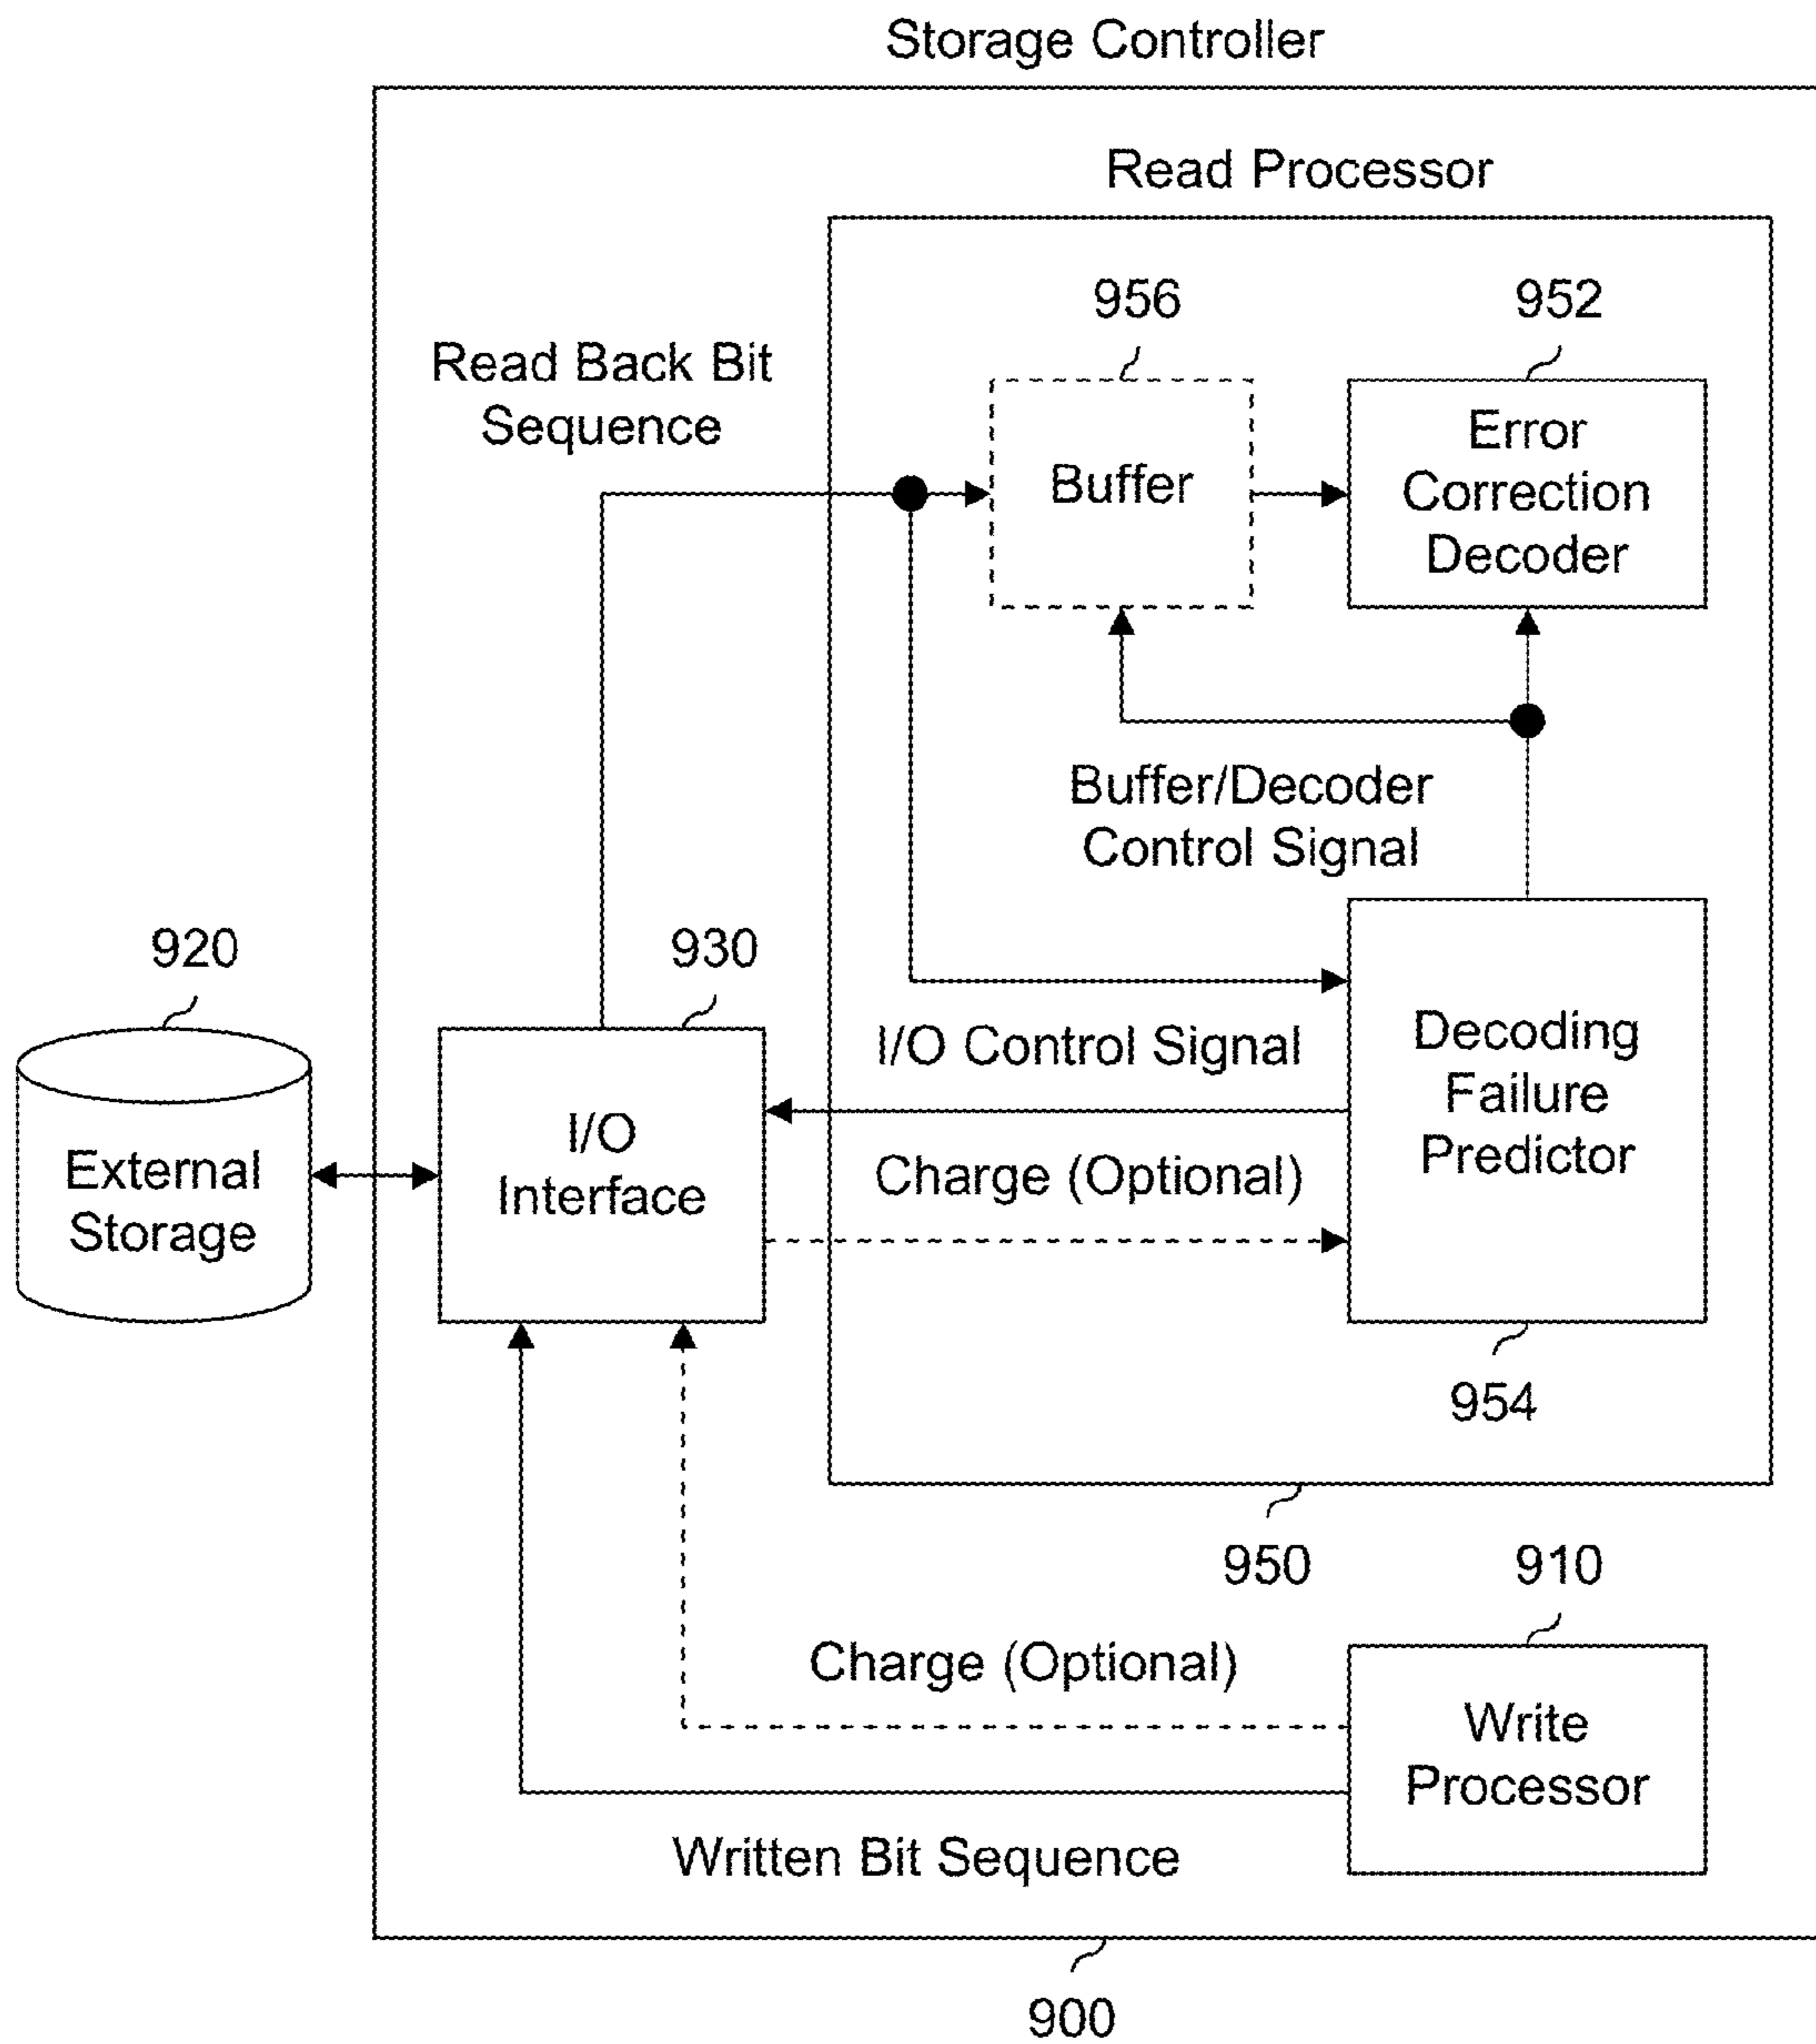 Storage Controller
Read Processor
956
952
Read Back Bit
Sequence
Buffer
Error
Correction
Decoder
Buffer/Decoder
Control Signal
920
930
I/O Control Signal
Decoding
Failure
Predictor
External
Storage
I/O
Interface
Charge (Optional)
954
950
910
Charge (Optional)
Write
Processor
Written Bit Sequence
900